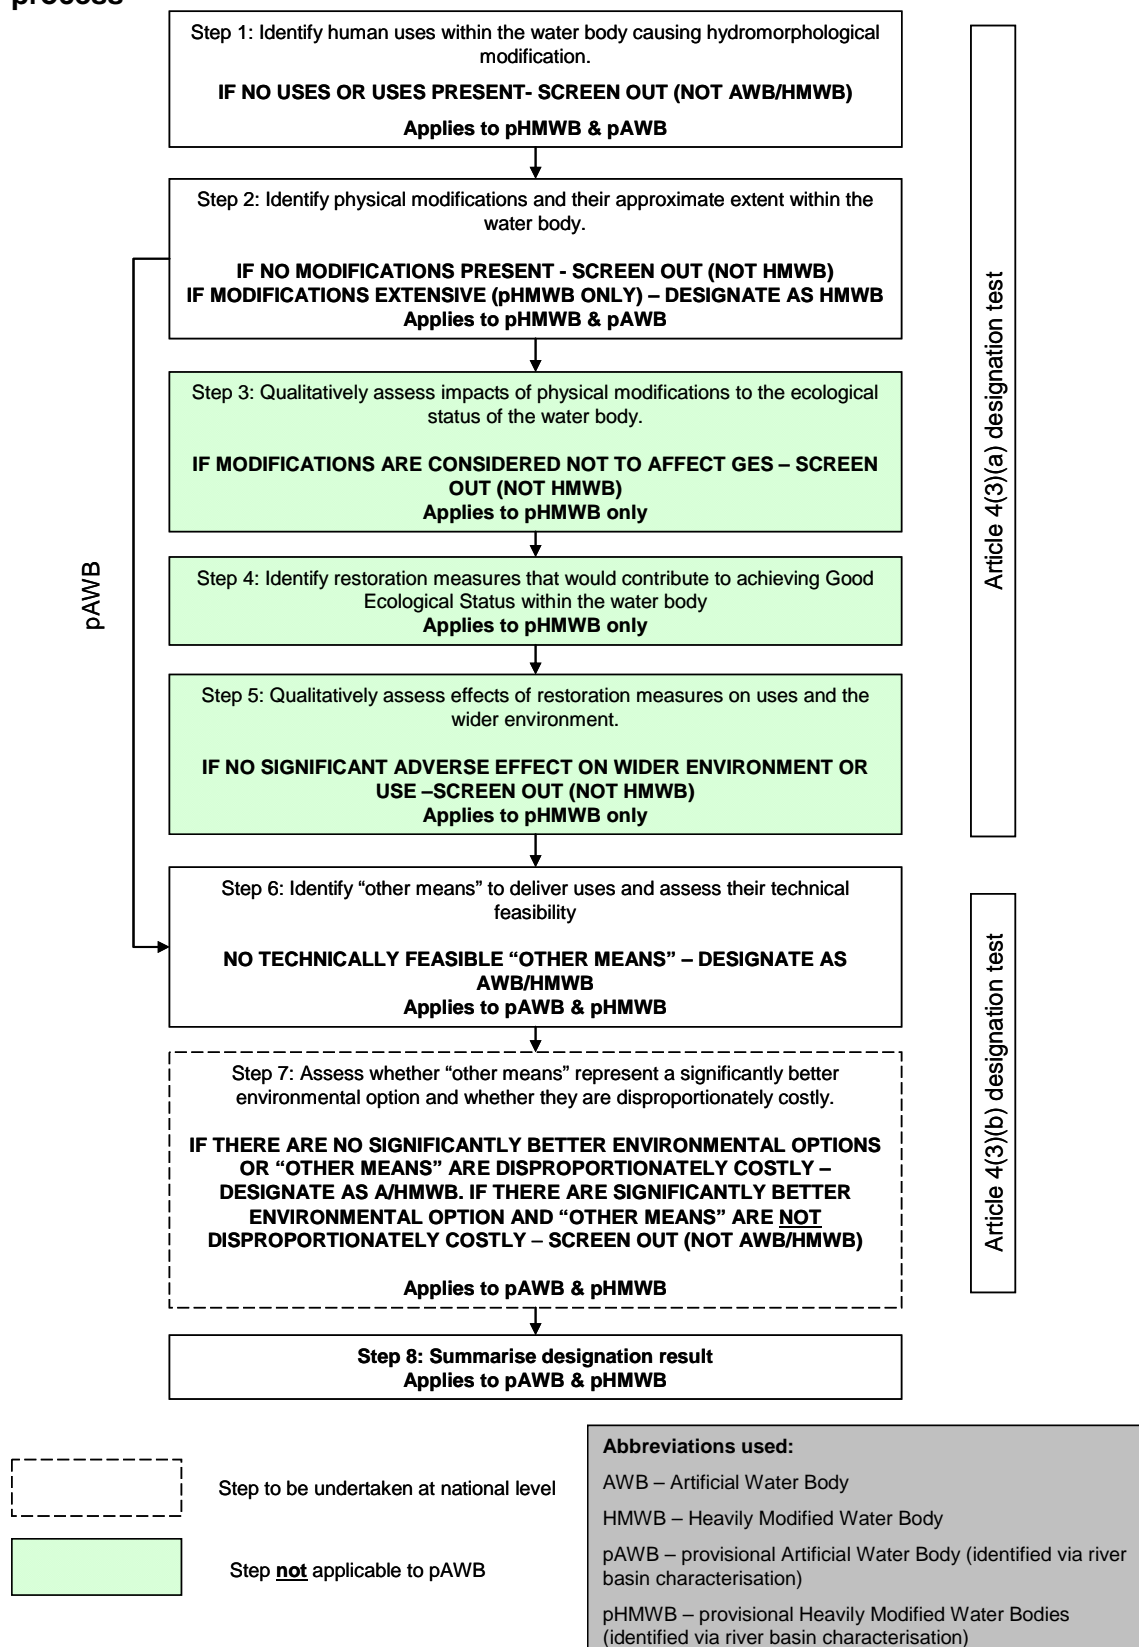 process
Step 1: Identify human uses within the water body causing hydromorphological
modification.
IF NO USES OR USES PRESENT- SCREEN OUT (NOT AWB/HMWB)
Applies to pHMWB & pAWB
Step 2: Identify physical modifications and their approximate extent within the
water body.
IF NO MODIFICATIONS PRESENT - SCREEN OUT (NOT HMWB)
IF MODIFICATIONS EXTENSIVE (pHMWB ONLY) – DESIGNATE AS HMWB
Applies to pHMWB & pAWB
Step 3: Qualitatively assess impacts of physical modifications to the ecological
status of the water body.
IF MODIFICATIONS ARE CONSIDERED NOT TO AFFECT GES – SCREEN
OUT (NOT HMWB)
Applies to pHMWB only
Step 4: Identify restoration measures that would contribute to achieving Good
Ecological Status within the water body
Applies to pHMWB only
Step 5: Qualitatively assess effects of restoration measures on uses and the
wider environment.
IF NO SIGNIFICANT ADVERSE EFFECT ON WIDER ENVIRONMENT OR
USE –SCREEN OUT (NOT HMWB)
Applies to pHMWB only
Article 4(3)(a) designation test
pAWB
Step 6: Identify “other means” to deliver uses and assess their technical
feasibility
NO TECHNICALLY FEASIBLE “OTHER MEANS” – DESIGNATE AS
AWB/HMWB
Applies to pAWB & pHMWB
Step 7: Assess whether “other means” represent a significantly better
environmental option and whether they are disproportionately costly.
IF THERE ARE NO SIGNIFICANTLY BETTER ENVIRONMENTAL OPTIONS
OR “OTHER MEANS” ARE DISPROPORTIONATELY COSTLY –
DESIGNATE AS A/HMWB. IF THERE ARE SIGNIFICANTLY BETTER
ENVIRONMENTAL OPTION AND “OTHER MEANS” ARE NOT
DISPROPORTIONATELY COSTLY – SCREEN OUT (NOT AWB/HMWB)
Applies to pAWB & pHMWB
Article 4(3)(b) designation test
Step 8: Summarise designation result
Applies to pAWB & pHMWB
Step to be undertaken at national level
Step not applicable to pAWB
Abbreviations used:
AWB – Artificial Water Body
HMWB – Heavily Modified Water Body
pAWB – provisional Artificial Water Body (identified via river
basin characterisation)
pHMWB – provisional Heavily Modified Water Bodies
(identified via river basin characterisation)